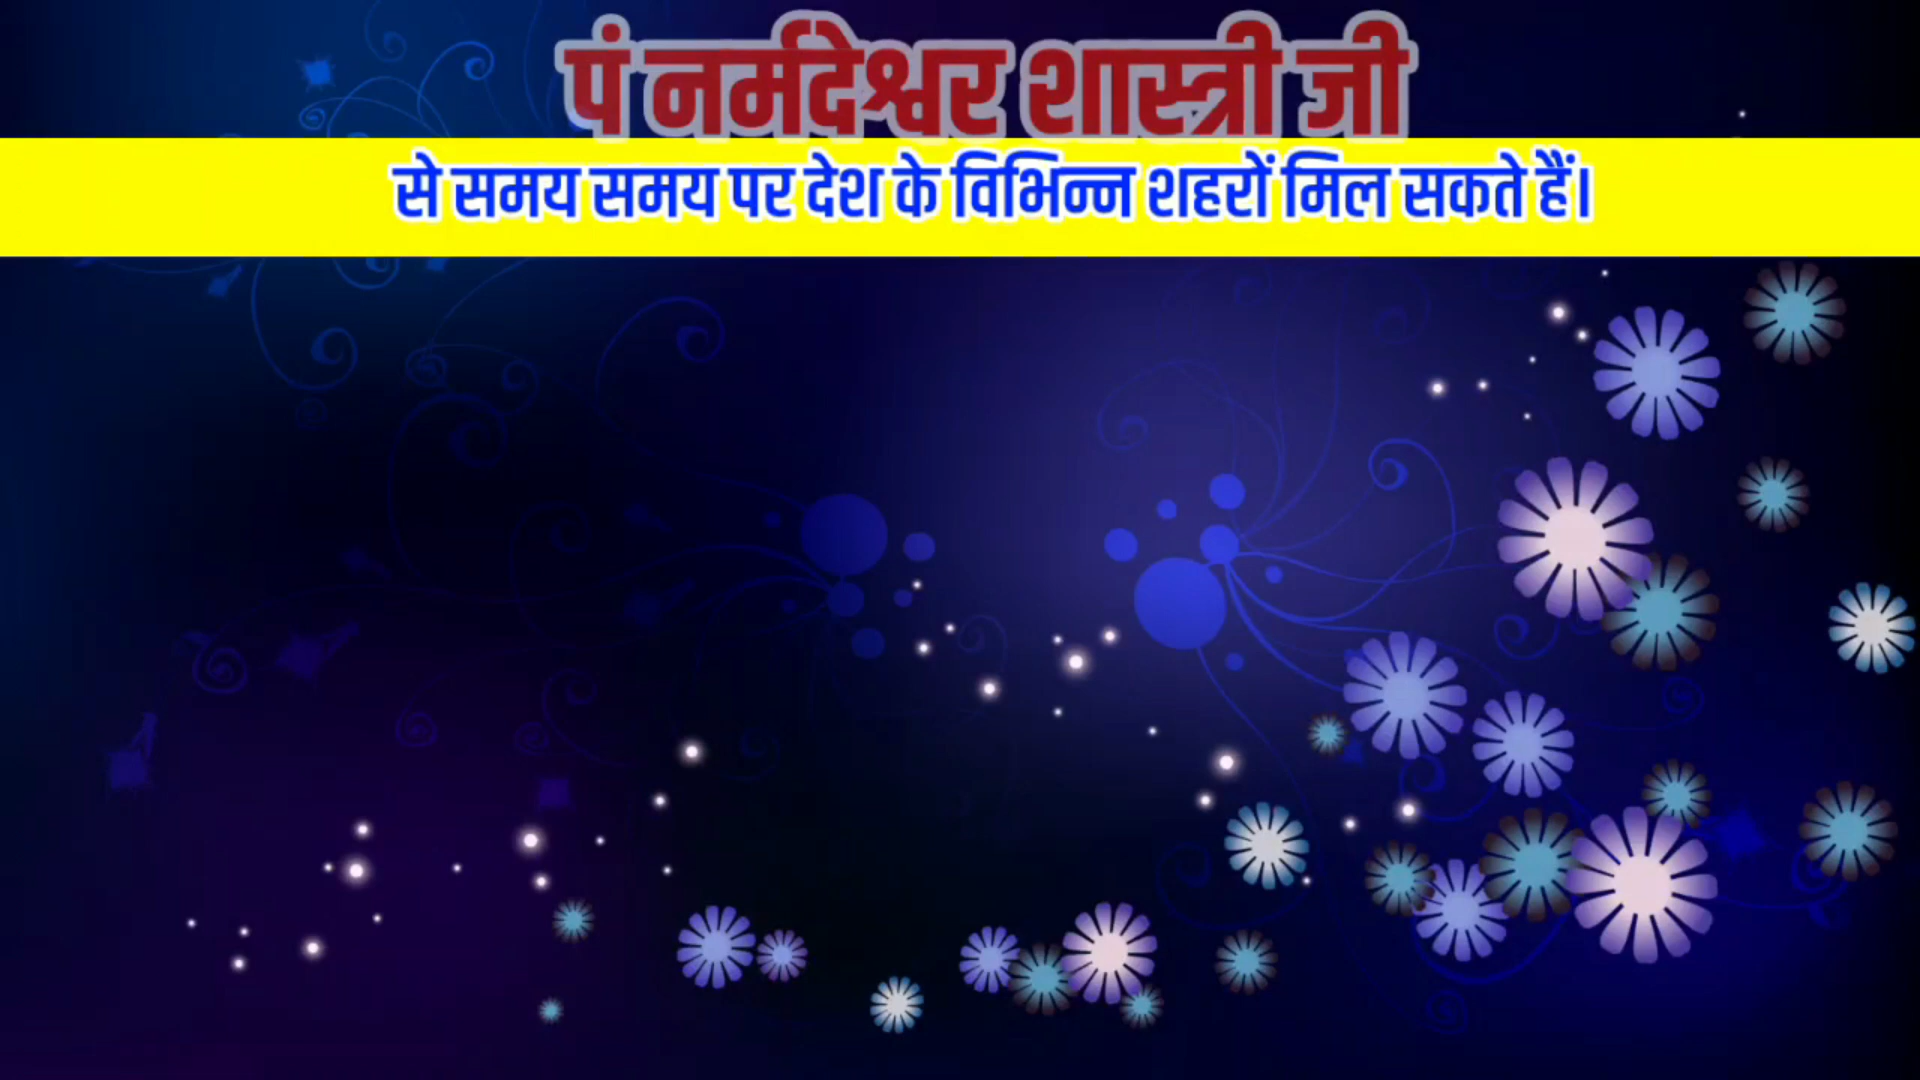 पं नर्मदेश्वर शास्त्री जी
से समय समय पर देश के विभिन्न शहरों मिल सकते हैं।